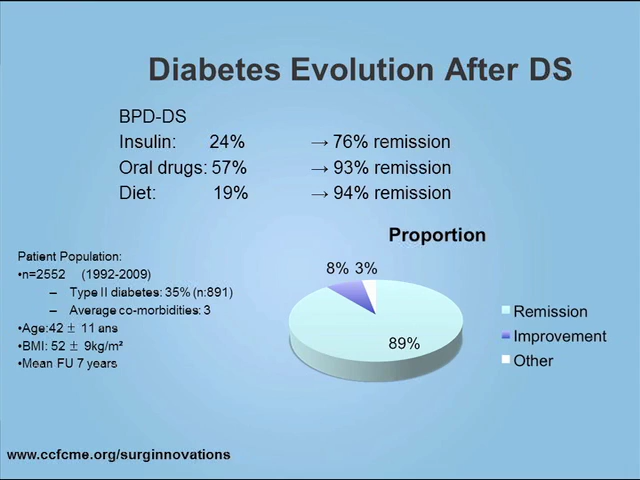 Diabetes Evolution After DS
BPD-DS
Insulin: 24% → 76% remission
Oral drugs: 57% → 93% remission
Diet: 19% → 94% remission
Proportion
Patient Population:
•n=2552 (1992-2009)
– Type II diabetes: 35% (n:891)
– Average co-morbidities: 3
•Age:42 ± 11 ans
•BMI: 52 ± 9kg/m²
•Mean FU 7 years
8% 3%
89%
Remission
Improvement
Other
www.ccfcme.org/surginnovations